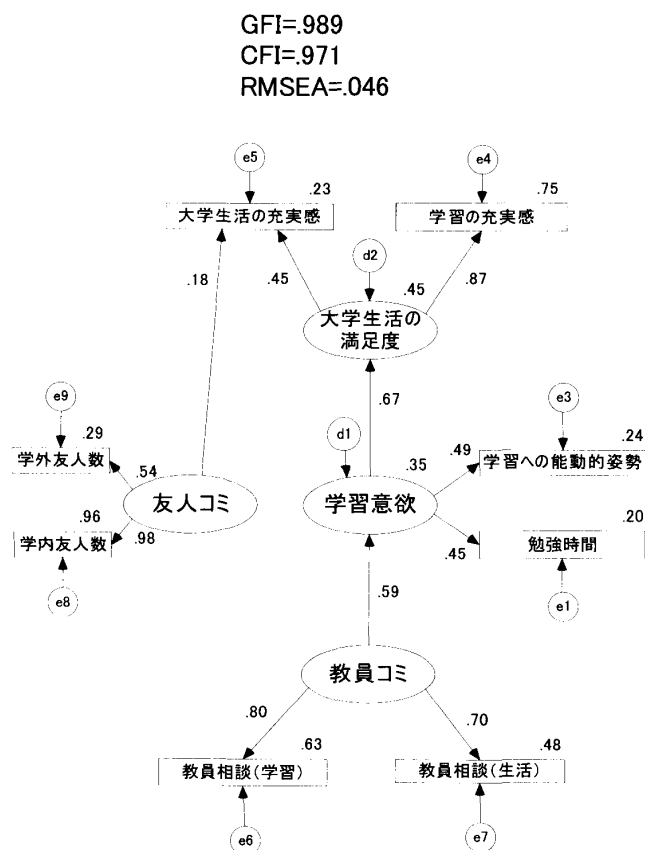 GFI=.989
CFI=.971
RMSEA=.046
e5
e4
.23
.75
大学生活の充実感
学習の充実感
d2
.18
.45
.45
.87
大学生活の
満足度
e9
.67
e3
.29
d1
.24
学外友人数
.35
.49
学習への能動的姿勢
.54
友人コミ
学習意欲
.96
.98
.20
学内友人数
.45
勉強時間
e8
.59
e1
教員コミ
.80
.70
.63
.48
教員相談(学習)
教員相談(生活)
e6
e7